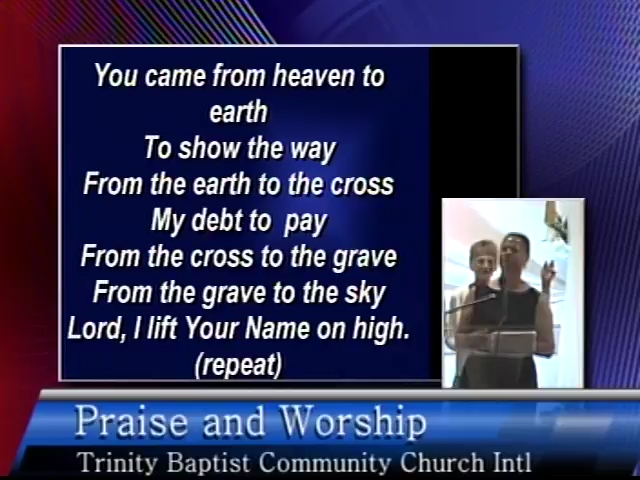 You came from heaven to
earth
To show the way
From the earth to the cross
My debt to pay
From the cross to the grave
From the grave to the sky
Lord, I lift Your Name on high.
(repeat)
Praise and Worship
Trinity Baptist Community Church Intl